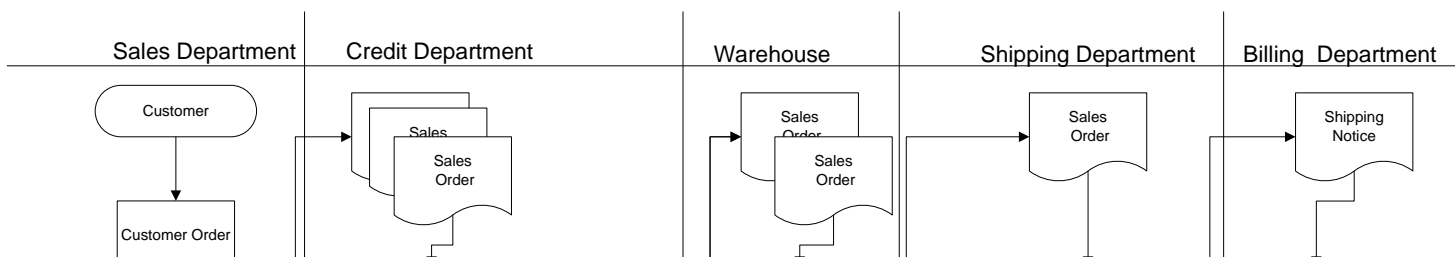 Sales Department
Credit Department
Warehouse
Shipping Department
Billing Department
Customer
Customer Order
Sales
Sales
Order
Sales
Order
Sales
Order
Sales
Order
Shipping
Notice